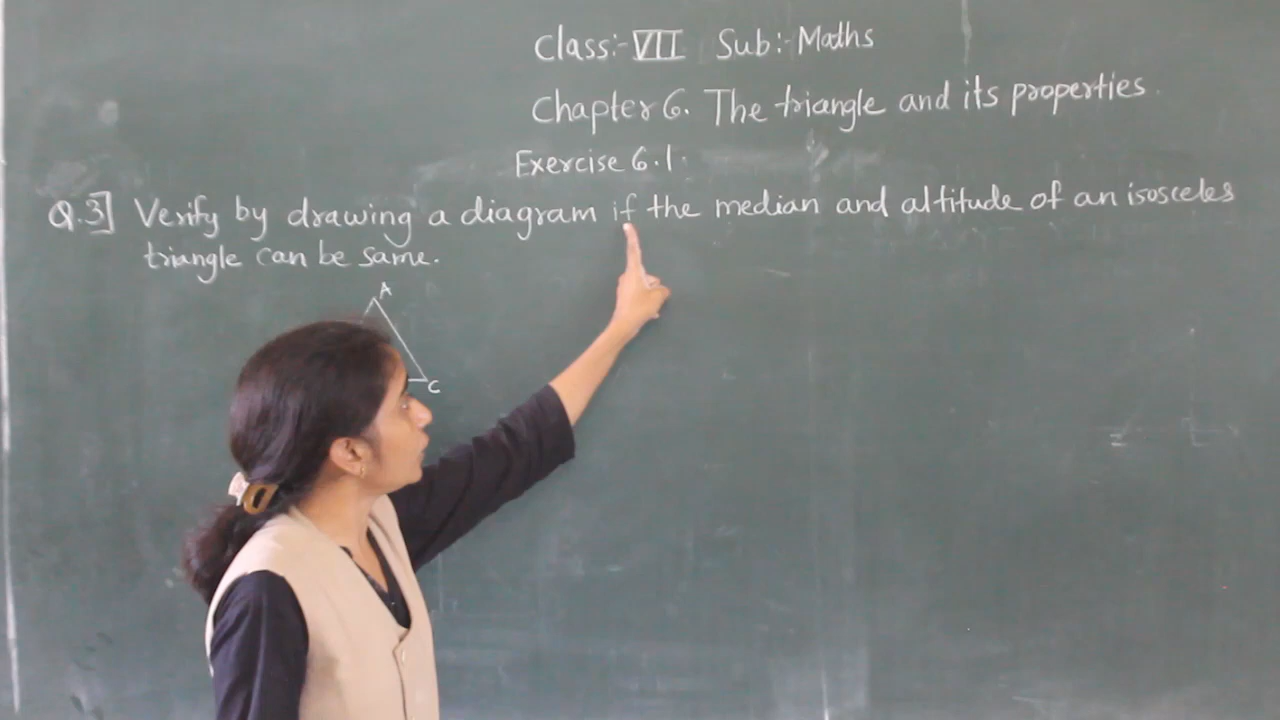 Class:- VII Sub:- Maths
Chapter 6. The triangle and its properties.
Exercise 6.1.
Q.3] Verify by drawing a diagram if the median and altitude of an isosceles
triangle can be same.
A
C